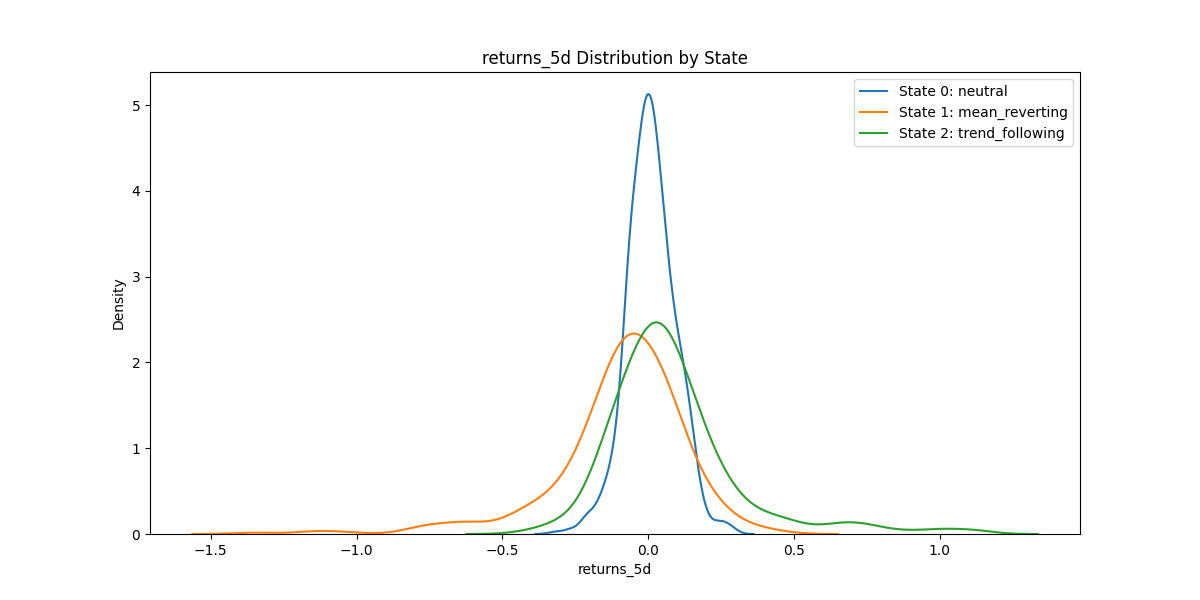 returns_5d Distribution by State
State 0: neutral
State 1: mean_reverting
State 2: trend_following
Density
5
4
3
2
1
0
−1.5
−1.0
−0.5
0.0
0.5
1.0
returns_5d